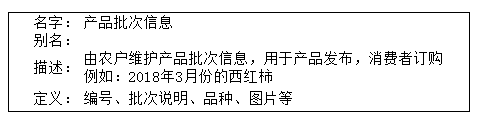 名字： 产品批次信息
别名：
描述： 由农户维护产品批次信息，用于产品发布，消费者订购
例如：2018年3月份的西红柿
定义： 编号、批次说明、品种、图片等